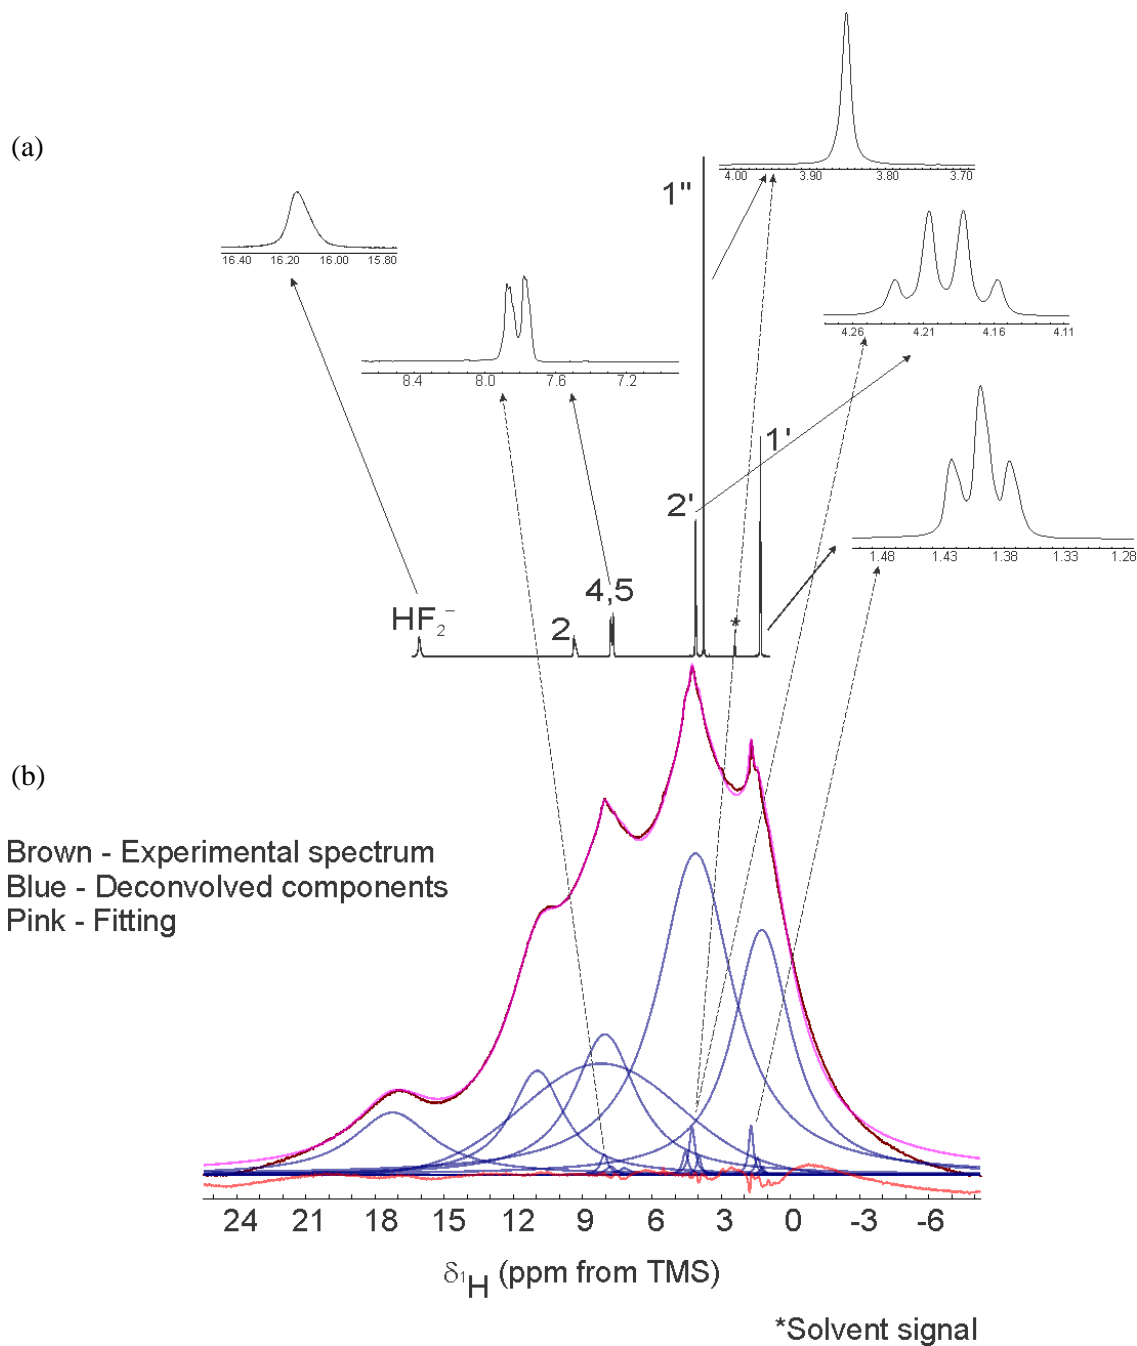 (a)
4.00 3.90 3.80 3.70
1"
16.40 16.20 16.00 15.80
8.4 8.0 7.6 7.2
4.26 4.21 4.16 4.11
1'
2'
1.48 1.43 1.38 1.33 1.28
4,5
HF₂⁻
2
*
(b)
Brown - Experimental spectrum
Blue - Deconvolved components
Pink - Fitting
24 21 18 15 12 9 6 3 0 -3 -6
δ¹H (ppm from TMS)
*Solvent signal